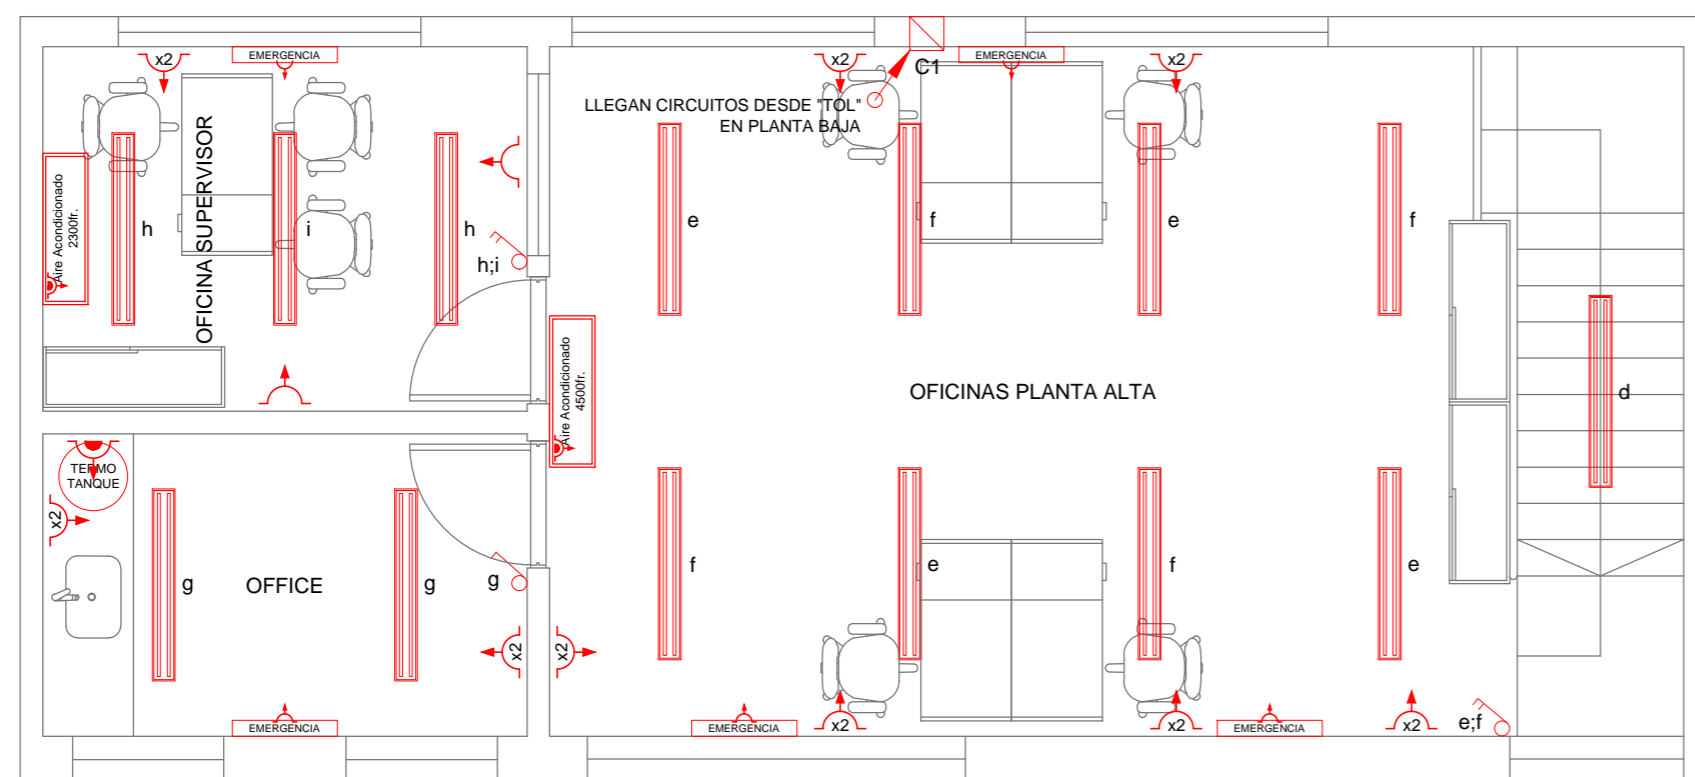 x2
EMERGENCIA
x2
EMERGENCIA
x2
C1
LLEGAN CIRCUITOS DESDE "TOL"
EN PLANTA BAJA
OFICINA SUPERVISOR
Aire Acondicionado
2300fr.
h
i
h
h;i
e
f
e
f
Aire Acondicionado
4500fr.
OFICINAS PLANTA ALTA
d
TERMO
TANQUE
x2
g
OFFICE
g
g
f
e
f
e
x2
x2
EMERGENCIA
EMERGENCIA
x2
x2
EMERGENCIA
x2
e;f